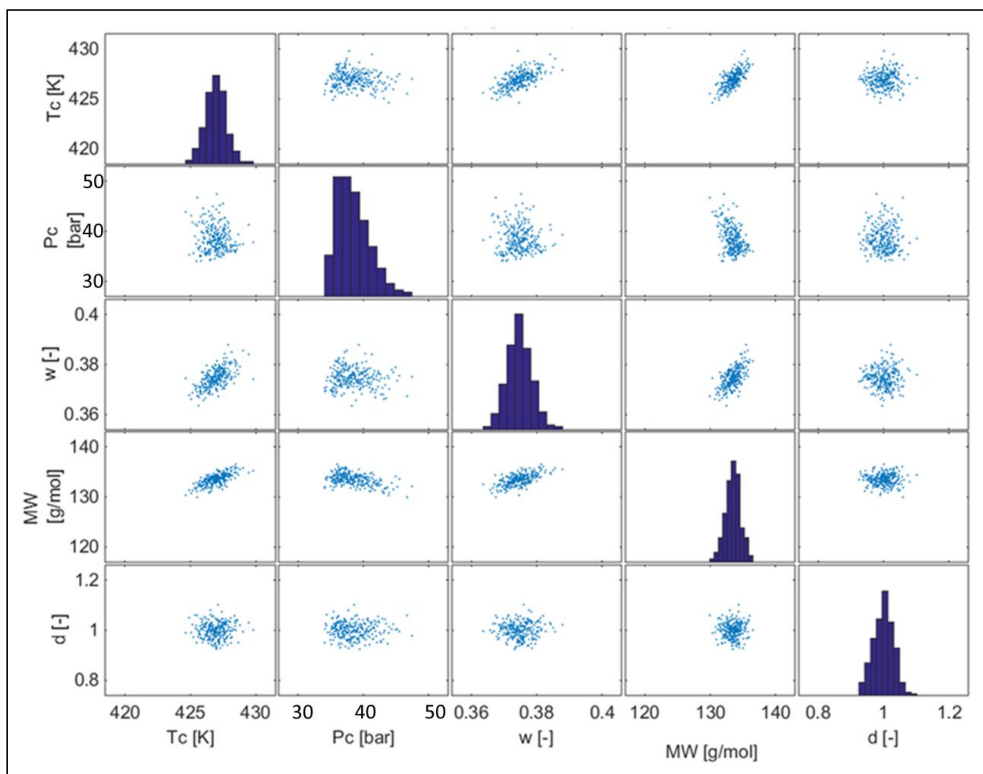 430
425
420
Tc [K]
50
40
30
Pc
[bar]
0.4
0.38
0.36
w [-]
140
130
120
MW
[g/mol]
1.2
1
0.8
d [-]
420 425 430 30 40 50 0.36 0.38 0.4 120 130 140 0.8 1 1.2
Tc [K] Pc [bar] w [-] MW [g/mol] d [-]